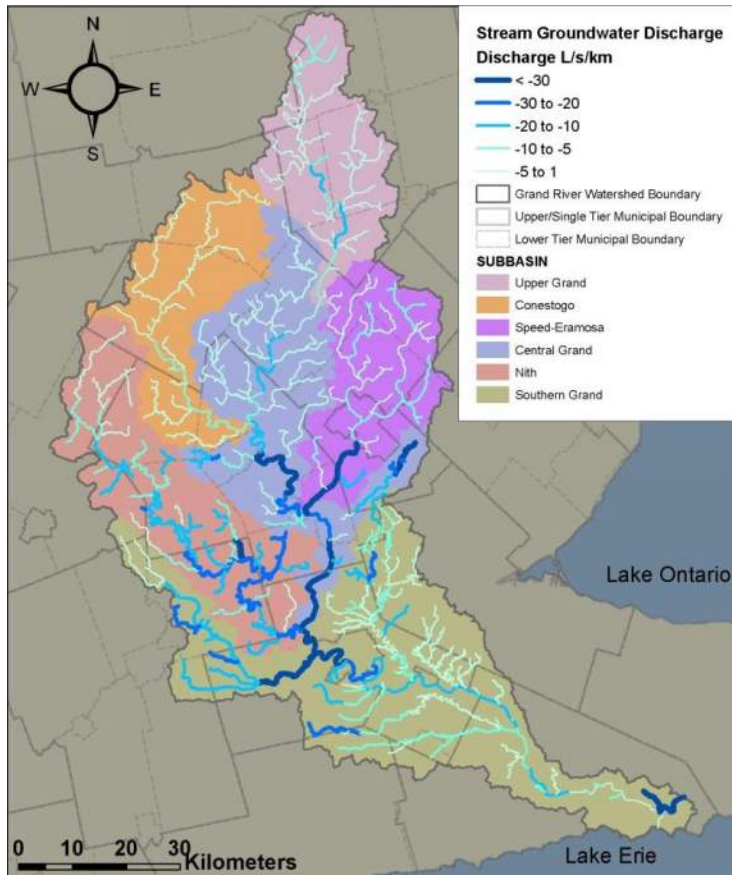 N
W E
S
Stream Groundwater Discharge
Discharge L/s/km
< -30
-30 to -20
-20 to -10
-10 to -5
-5 to 1
Grand River Watershed Boundary
Upper/Single Tier Municipal Boundary
Lower Tier Municipal Boundary
SUBBASIN
Upper Grand
Conestogo
Speed-Eramosa
Central Grand
Nith
Southern Grand
Lake Ontario
Lake Erie
0 10 20 30 Kilometers